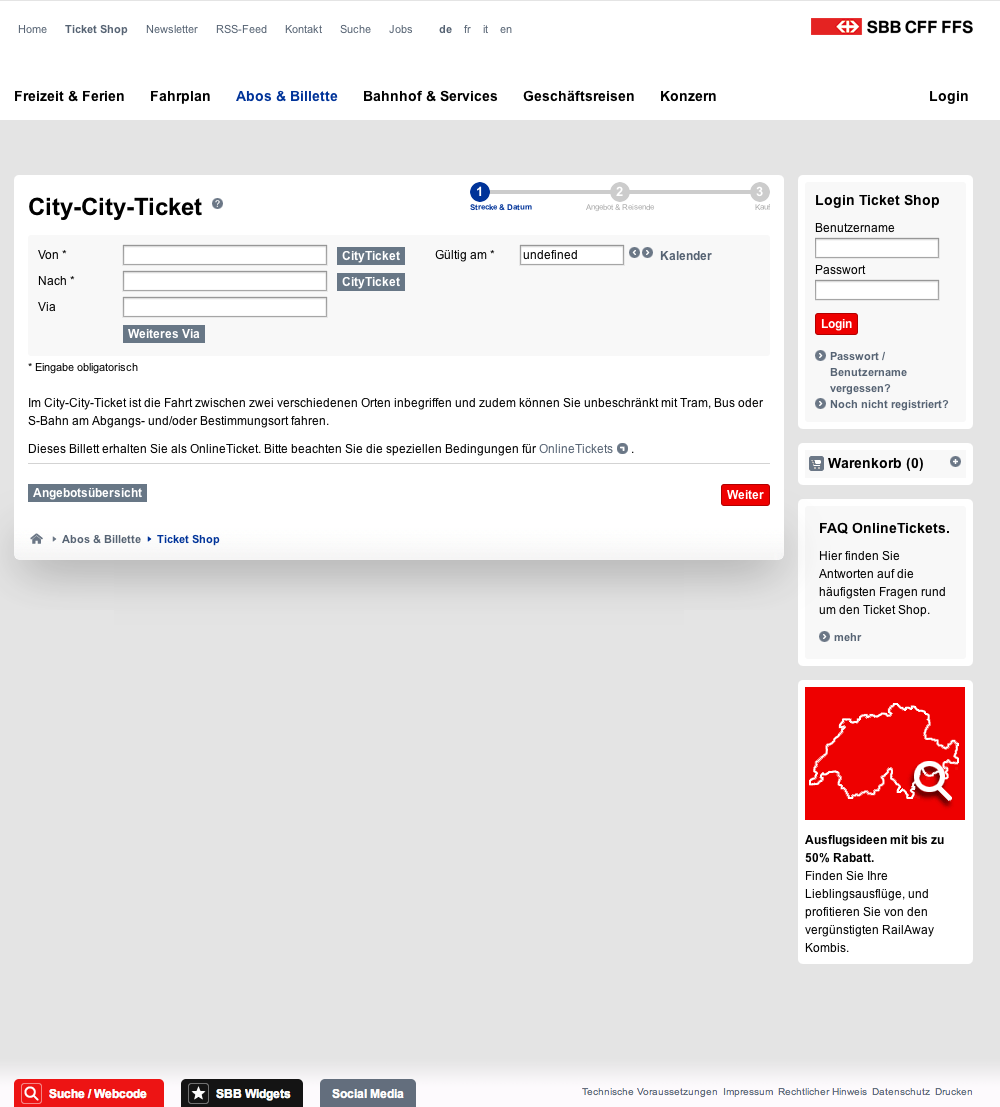 Home Ticket Shop Newsletter RSS-Feed Kontakt Suche Jobs de fr it en
SBB CFF FFS
Freizeit & Ferien Fahrplan Abos & Billette Bahnhof & Services Geschäftsreisen Konzern Login
City-City-Ticket ?
1 2 3
Strecke & Datum Angebot & Reisende Kauf
Von * CityTicket Gültig am * undefined Kalender
Nach * CityTicket
Via
Weiteres Via
* Eingabe obligatorisch
Im City-City-Ticket ist die Fahrt zwischen zwei verschiedenen Orten inbegriffen und zudem können Sie unbeschränkt mit Tram, Bus oder
S-Bahn am Abgangs- und/oder Bestimmungsort fahren.
Dieses Billett erhalten Sie als OnlineTicket. Bitte beachten Sie die speziellen Bedingungen für OnlineTickets .
Angebotsübersicht Weiter
Abos & Billette Ticket Shop
Login Ticket Shop
Benutzername
Passwort
Login
Passwort /
Benutzername
vergessen?
Noch nicht registriert?
Warenkorb (0)
FAQ OnlineTickets.
Hier finden Sie
Antworten auf die
häufigsten Fragen rund
um den Ticket Shop.
mehr
Ausflugsideen mit bis zu
50% Rabatt.
Finden Sie Ihre
Lieblingsausflüge, und
profitieren Sie von den
vergünstigten RailAway
Kombis.
Suche / Webcode SBB Widgets Social Media
Technische Voraussetzungen Impressum Rechtlicher Hinweis Datenschutz Drucken